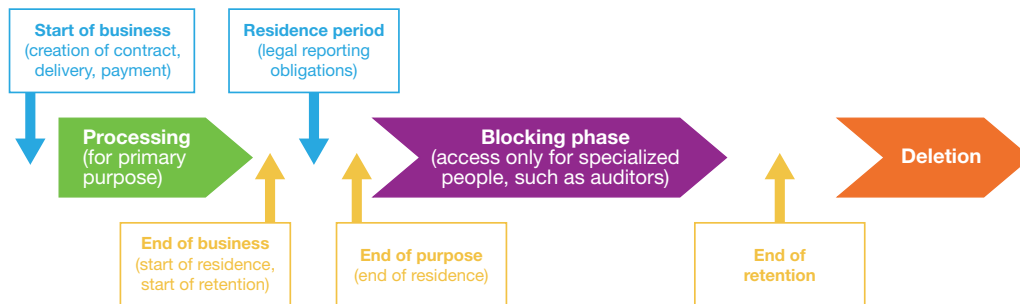 Start of business
(creation of contract,
delivery, payment)
Residence period
(legal reporting
obligations)
Processing
(for primary
purpose)
Blocking phase
(access only for specialized
people, such as auditors)
Deletion
End of business
(start of residence,
start of retention)
End of purpose
(end of residence)
End of
retention